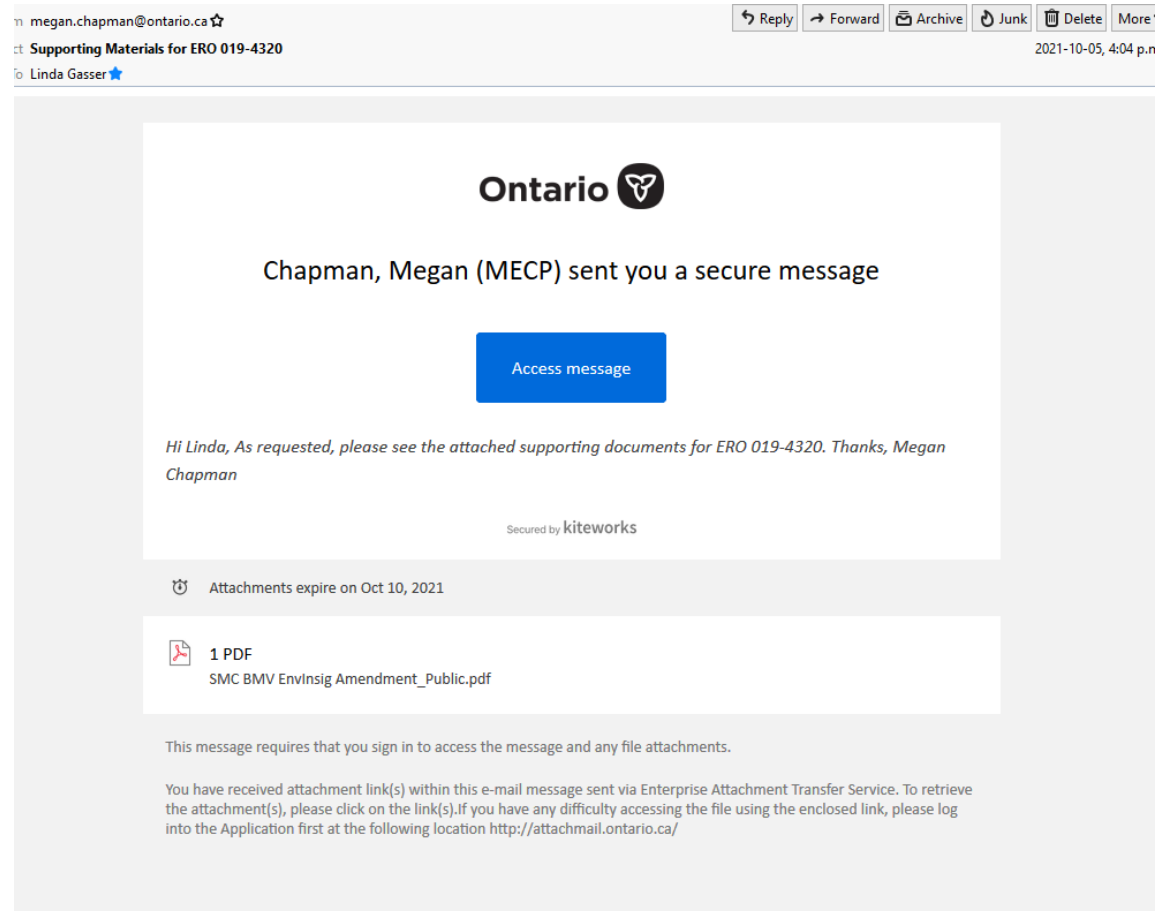 m megan.chapman@ontario.ca
Reply Forward Archive Junk Delete More
ct Supporting Materials for ERO 019-4320
2021-10-05, 4:04 p.m
To Linda Gasser
Ontario
Chapman, Megan (MECP) sent you a secure message
Access message
Hi Linda, As requested, please see the attached supporting documents for ERO 019-4320. Thanks, Megan
Chapman
Secured by kiteworks
Attachments expire on Oct 10, 2021
1 PDF
SMC BMV EnvInsig Amendment_Public.pdf
This message requires that you sign in to access the message and any file attachments.
You have received attachment link(s) within this e-mail message sent via Enterprise Attachment Transfer Service. To retrieve
the attachment(s), please click on the link(s).If you have any difficulty accessing the file using the enclosed link, please log
into the Application first at the following location http://attachmail.ontario.ca/